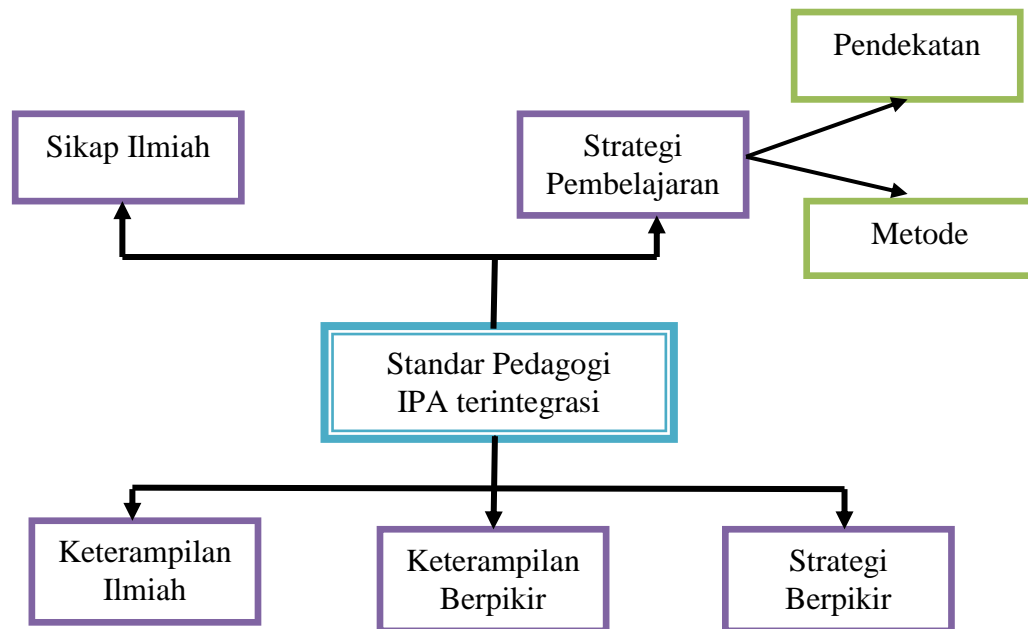 Pendekatan
Sikap Ilmiah
Strategi
Pembelajaran
Metode
Standar Pedagogi
IPA terintegrasi
Keterampilan
Ilmiah
Keterampilan
Berpikir
Strategi
Berpikir